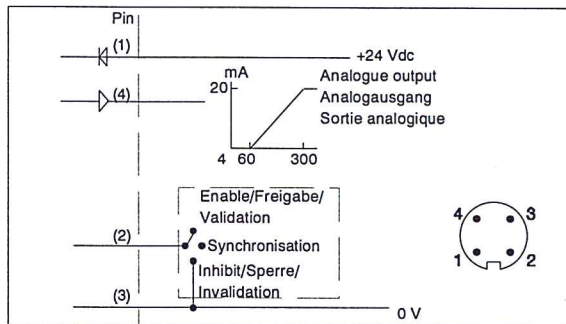 Pin
(1)
+24 Vdc
mA
Analogue output
20
Analogausgang
(4)
Sortie analogique
4 60 300
Enable/Freigabe/
Validation
4 3
(2)
Synchronisation
1 2
Inhibit/Sperre/
Invalidation
(3)
0 V